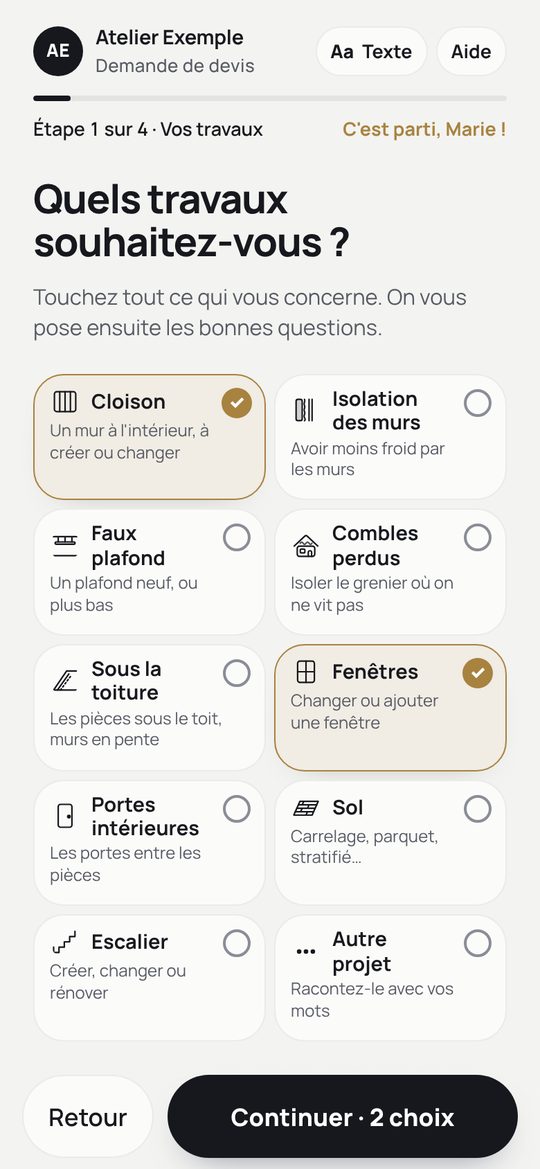 AE
Atelier Exemple
Demande de devis
Aa Texte
Aide
Étape 1 sur 4 · Vos travaux
C'est parti, Marie !
Quels travaux
souhaitez-vous ?
Touchez tout ce qui vous concerne. On vous
pose ensuite les bonnes questions.
Cloison
Un mur à l'intérieur, à
créer ou changer
Isolation
des murs
Avoir moins froid par
les murs
Faux
plafond
Un plafond neuf, ou
plus bas
Combles
perdus
Isoler le grenier où on
ne vit pas
Sous la
toiture
Les pièces sous le toit,
murs en pente
Fenêtres
Changer ou ajouter
une fenêtre
Portes
intérieures
Les portes entre les
pièces
Sol
Carrelage, parquet,
stratifié…
Escalier
Créer, changer ou
rénover
Autre
projet
Racontez-le avec vos
mots
Retour
Continuer · 2 choix